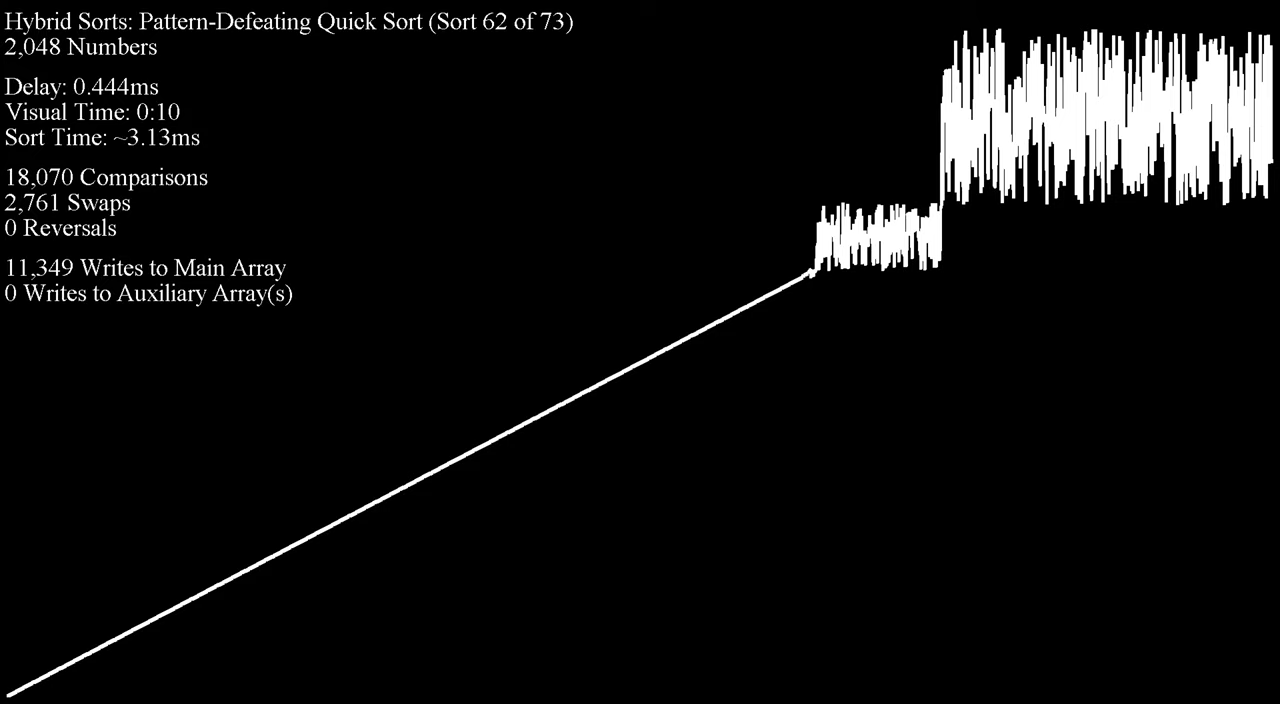 Hybrid Sorts: Pattern-Defeating Quick Sort (Sort 62 of 73)
2,048 Numbers
Delay: 0.444ms
Visual Time: 0:10
Sort Time: ~3.13ms
18,070 Comparisons
2,761 Swaps
0 Reversals
11,349 Writes to Main Array
0 Writes to Auxiliary Array(s)